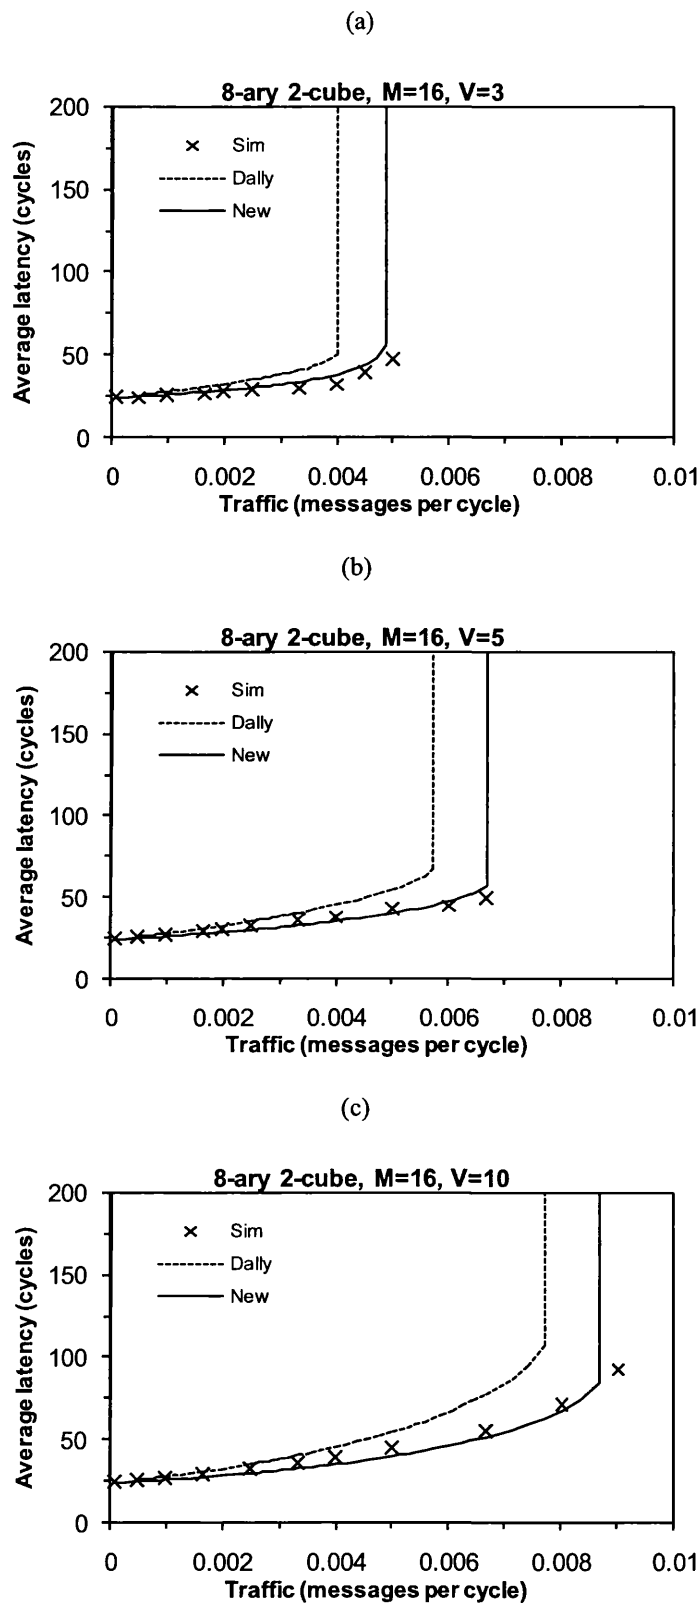 (a)
8-ary 2-cube, M=16, V=3
200
150
100
50
0
Average latency (cycles)
Sim
Dally
New
0 0.002 0.004 0.006 0.008 0.01
Traffic (messages per cycle)
(b)
8-ary 2-cube, M=16, V=5
200
150
100
50
0
Average latency (cycles)
Sim
Dally
New
0 0.002 0.004 0.006 0.008 0.01
Traffic (messages per cycle)
(c)
8-ary 2-cube, M=16, V=10
200
150
100
50
0
Average latency (cycles)
Sim
Dally
New
0 0.002 0.004 0.006 0.008 0.01
Traffic (messages per cycle)